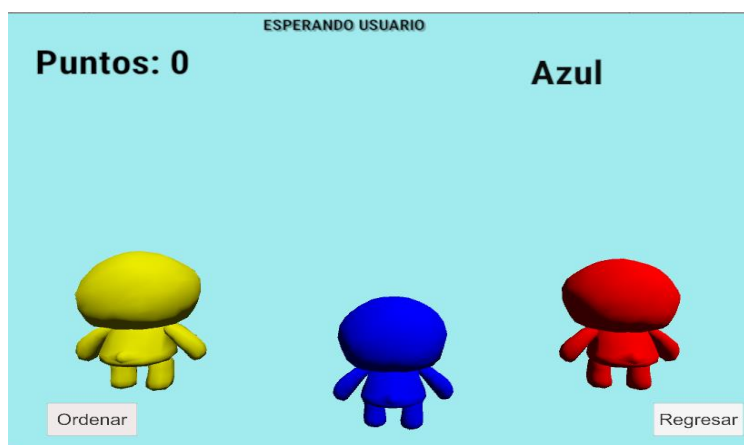 ESPERANDO USUARIO
Puntos: 0
Azul
Ordenar
Regresar